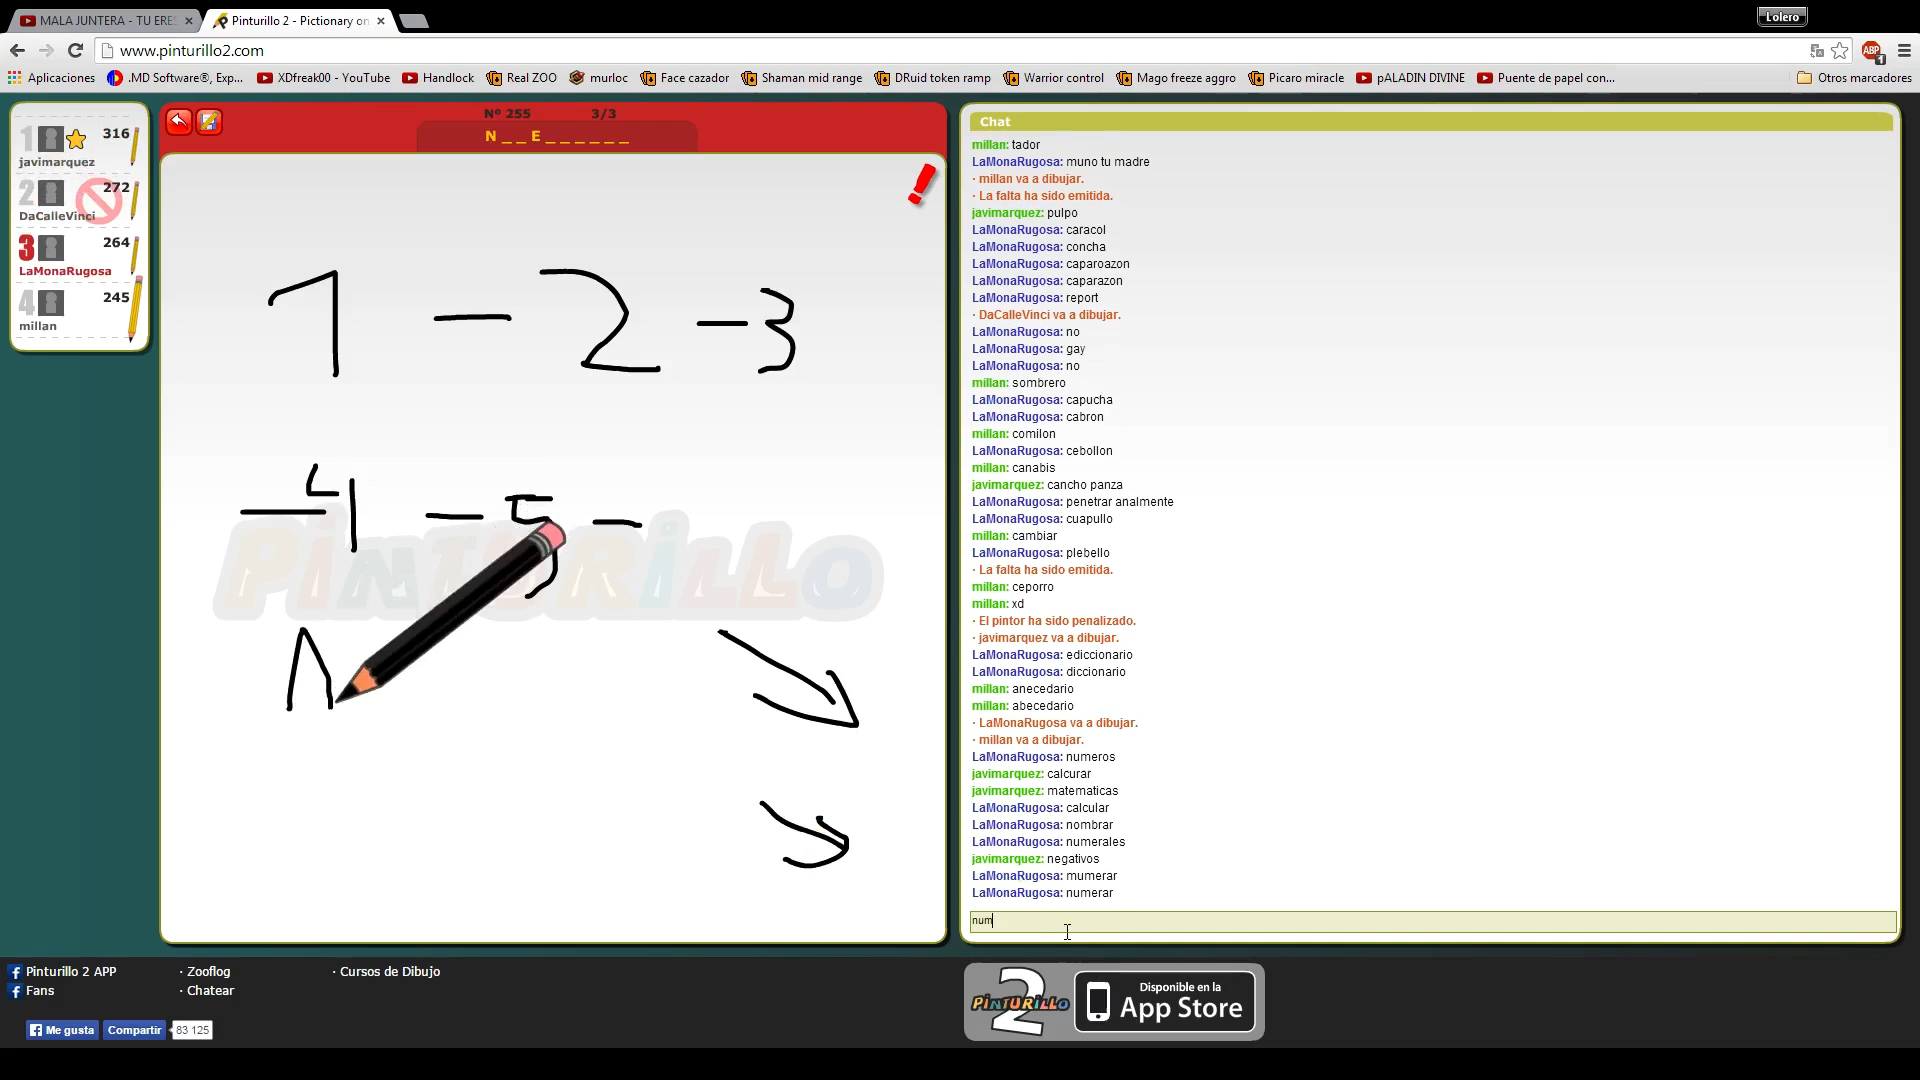 MALA JUNTERA - TU ERES
Pinturillo 2 - Pictionary on
Lolero
www.pinturillo2.com
ABP
1
Aplicaciones
.MD Software®, Exp...
XDfreak00 - YouTube
Handlock
Real ZOO
murloc
Face cazador
Shaman mid range
DRuid token ramp
Warrior control
Mago freeze aggro
Picaro miracle
pALADIN DIVINE
Puente de papel con...
Otros marcadores
1 316
javimarquez
2 272
DaCalleVinci
3 264
LaMonaRugosa
4 245
millan
Nº 255 3/3
N _ _ E _ _ _ _ _ _
1 - 2 - 3
- 4 - 5 -
PINTURILLO
Chat
millan: tador
LaMonaRugosa: muno tu madre
· millan va a dibujar.
· La falta ha sido emitida.
javimarquez: pulpo
LaMonaRugosa: caracol
LaMonaRugosa: concha
LaMonaRugosa: caparoazon
LaMonaRugosa: caparazon
LaMonaRugosa: report
· DaCalleVinci va a dibujar.
LaMonaRugosa: no
LaMonaRugosa: gay
LaMonaRugosa: no
millan: sombrero
LaMonaRugosa: capucha
LaMonaRugosa: cabron
millan: comilon
LaMonaRugosa: cebollon
millan: canabis
javimarquez: cancho panza
LaMonaRugosa: penetrar analmente
LaMonaRugosa: cuapullo
millan: cambiar
LaMonaRugosa: plebello
· La falta ha sido emitida.
millan: ceporro
millan: xd
· El pintor ha sido penalizado.
· javimarquez va a dibujar.
LaMonaRugosa: ediccionario
LaMonaRugosa: diccionario
millan: anecedario
millan: abecedario
· LaMonaRugosa va a dibujar.
· millan va a dibujar.
LaMonaRugosa: numeros
javimarquez: calcurar
javimarquez: matematicas
LaMonaRugosa: calcular
LaMonaRugosa: nombrar
LaMonaRugosa: numerales
javimarquez: negativos
LaMonaRugosa: mumerar
LaMonaRugosa: numerar
num
Pinturillo 2 APP
· Zooflog
· Cursos de Dibujo
Fans
· Chatear
Me gusta
Compartir
83 125
PINTURILLO 2
Disponible en la
App Store